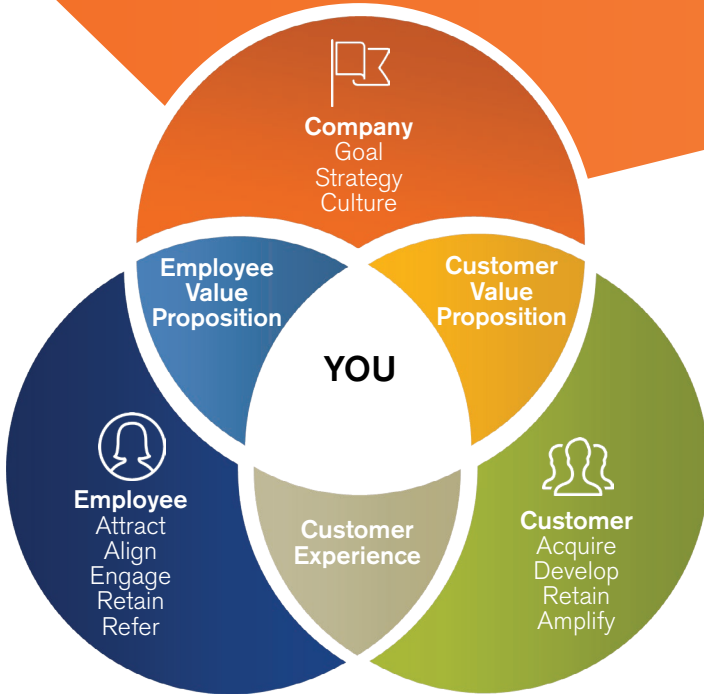 Company
Goal
Strategy
Culture
Employee
Value
Proposition
Customer
Value
Proposition
YOU
Employee
Attract
Align
Engage
Retain
Refer
Customer
Experience
Customer
Acquire
Develop
Retain
Amplify